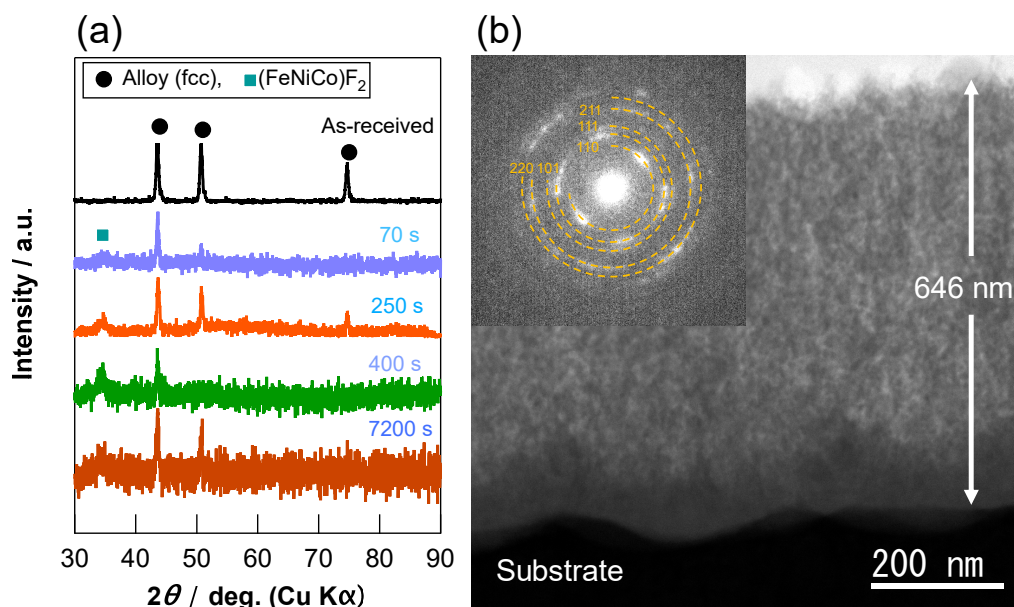 (a)
Alloy (fcc), (FeNiCo)F₂
As-received
70 s
250 s
400 s
7200 s
Intensity / a.u.
30 40 50 60 70 80 90
2θ / deg. (Cu Kα)
(b)
211
111
110
220 101
646 nm
Substrate
200 nm